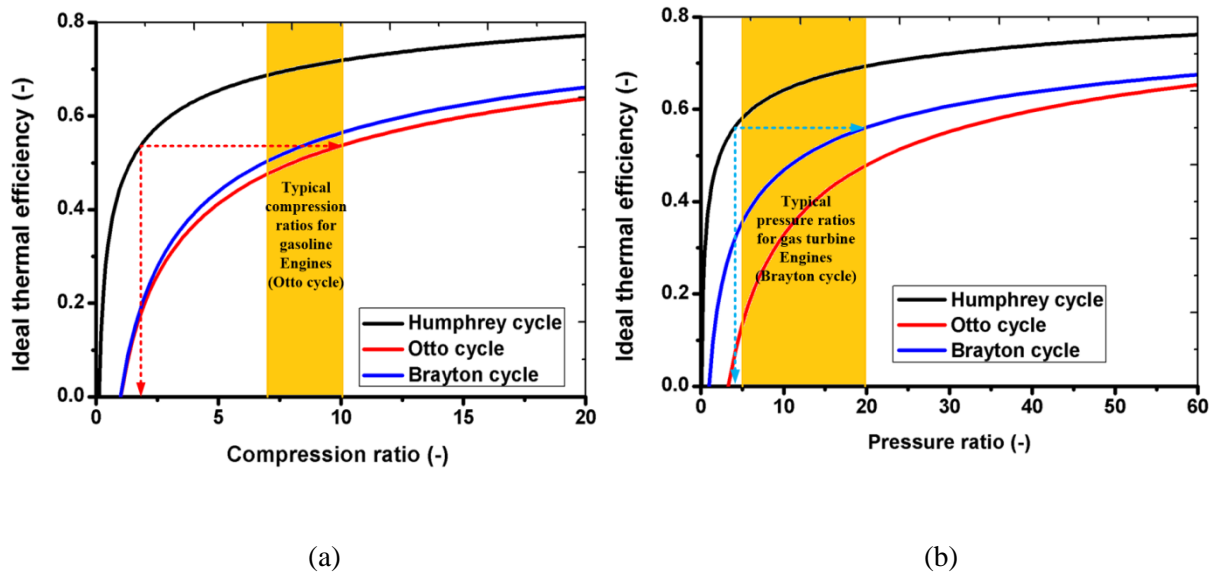 Ideal thermal efficiency (-)
0.8
0.6
0.4
0.2
0.0
0
5
10
15
20
Compression ratio (-)
Typical
compression
ratios for
gasoline
Engines
(Otto cycle)
Humphrey cycle
Otto cycle
Brayton cycle
(a)
Ideal thermal efficiency (-)
0.8
0.6
0.4
0.2
0.0
0
10
20
30
40
50
60
Pressure ratio (-)
Typical
pressure ratios
for gas turbine
Engines
(Brayton cycle)
Humphrey cycle
Otto cycle
Brayton cycle
(b)